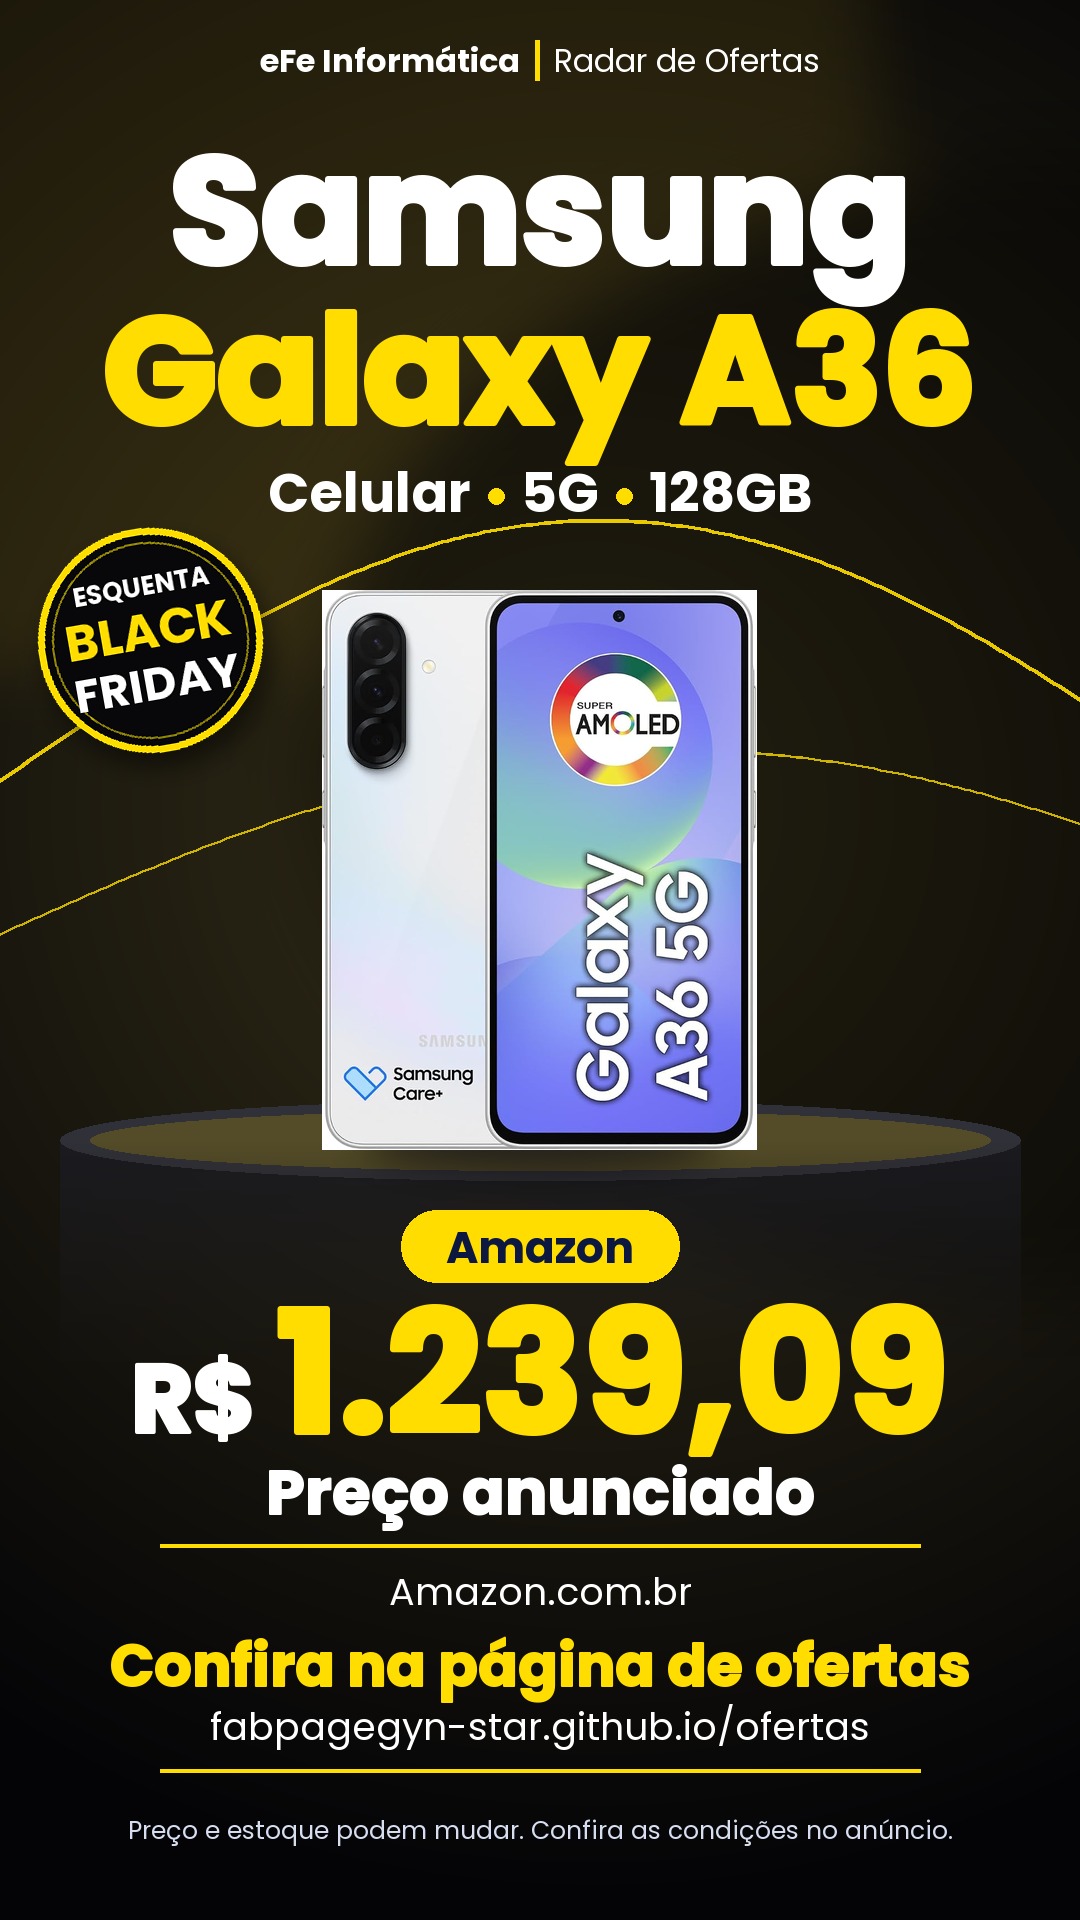 eFe Informática | Radar de Ofertas
Samsung
Galaxy A36
Celular • 5G • 128GB
ESQUENTA
BLACK
FRIDAY
SUPER
AMOLED
Galaxy
A36 5G
SAMSUN
Samsung
Care+
Amazon
R$ 1.239,09
Preço anunciado
Amazon.com.br
Confira na página de ofertas
fabpagegyn-star.github.io/ofertas
Preço e estoque podem mudar. Confira as condições no anúncio.